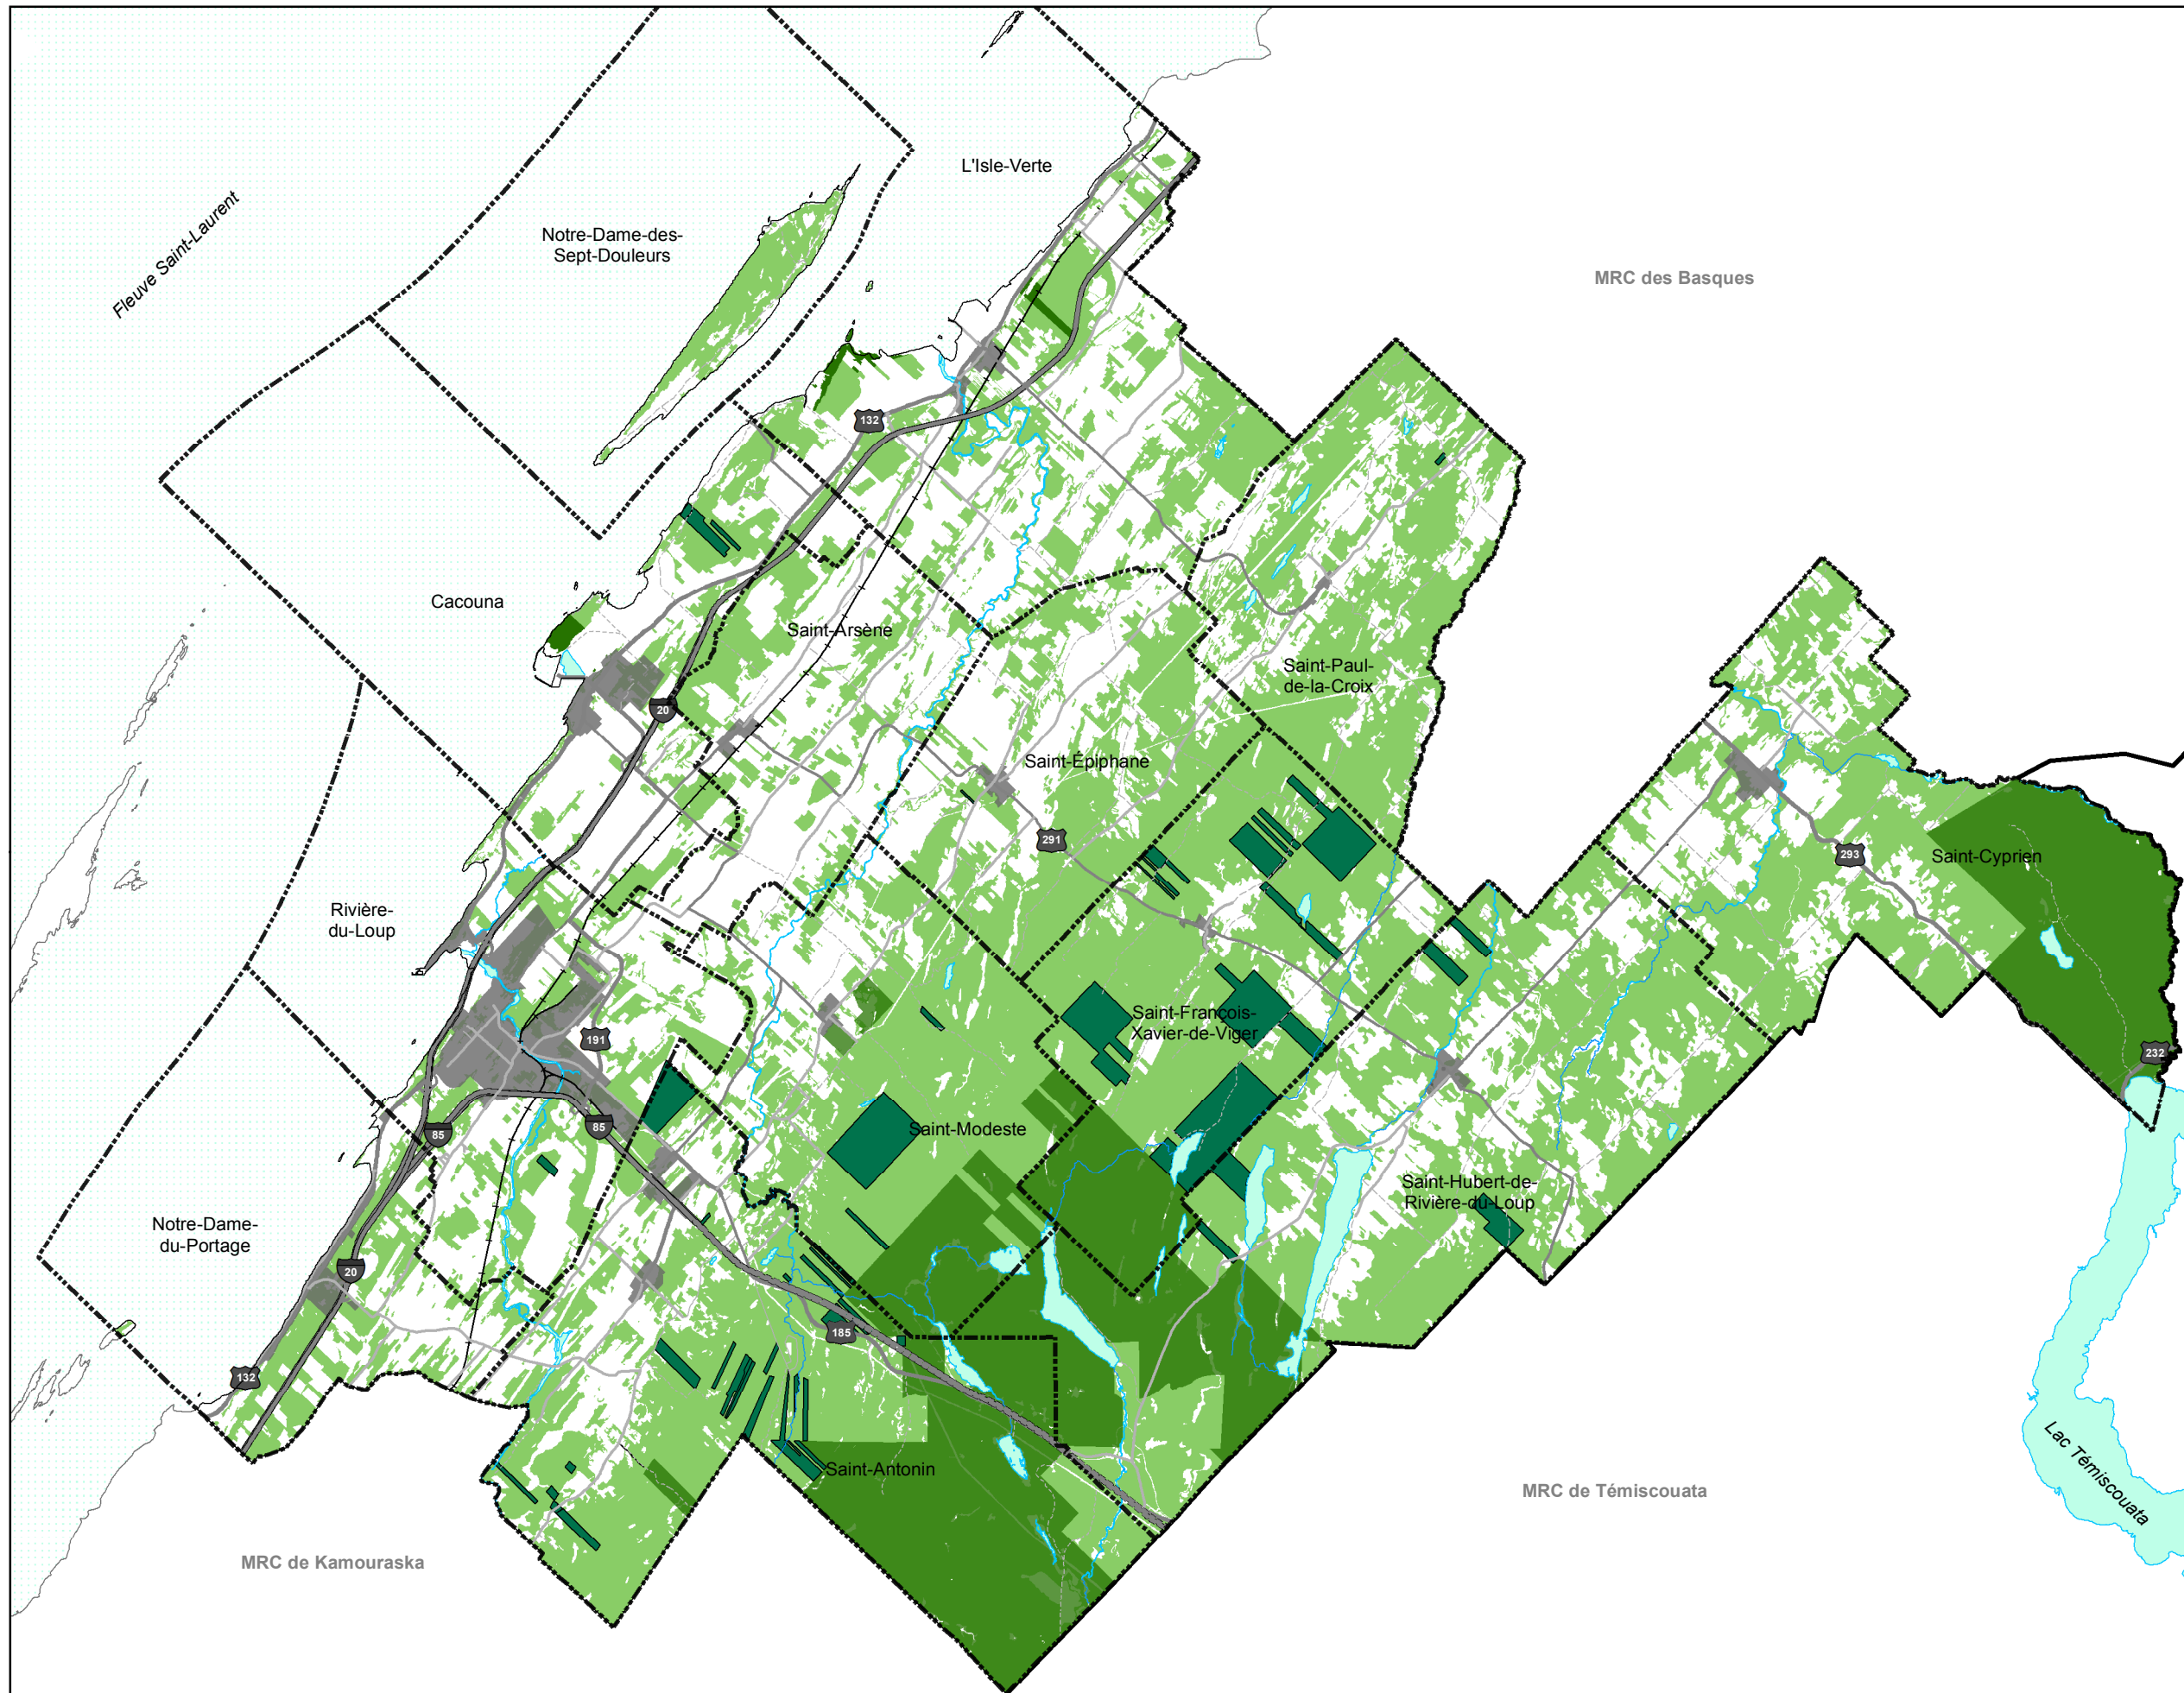 L'Isle-Verte
Fleuve Saint-Laurent
Notre-Dame-des-
Sept-Douleurs
MRC des Basques
132
Cacouna
Saint-Arsène
Saint-Paul-
de-la-Croix
20
Saint-Épiphane
291
293
Saint-Cyprien
Rivière-
du-Loup
Saint-François-
Xavier-de-Viger
191
232
85
85
Saint-Modeste
Saint-Hubert-de-
Rivière-du-Loup
Notre-Dame-
du-Portage
20
185
132
Saint-Antonin
Lac Témiscouata
MRC de Témiscouata
MRC de Kamouraska